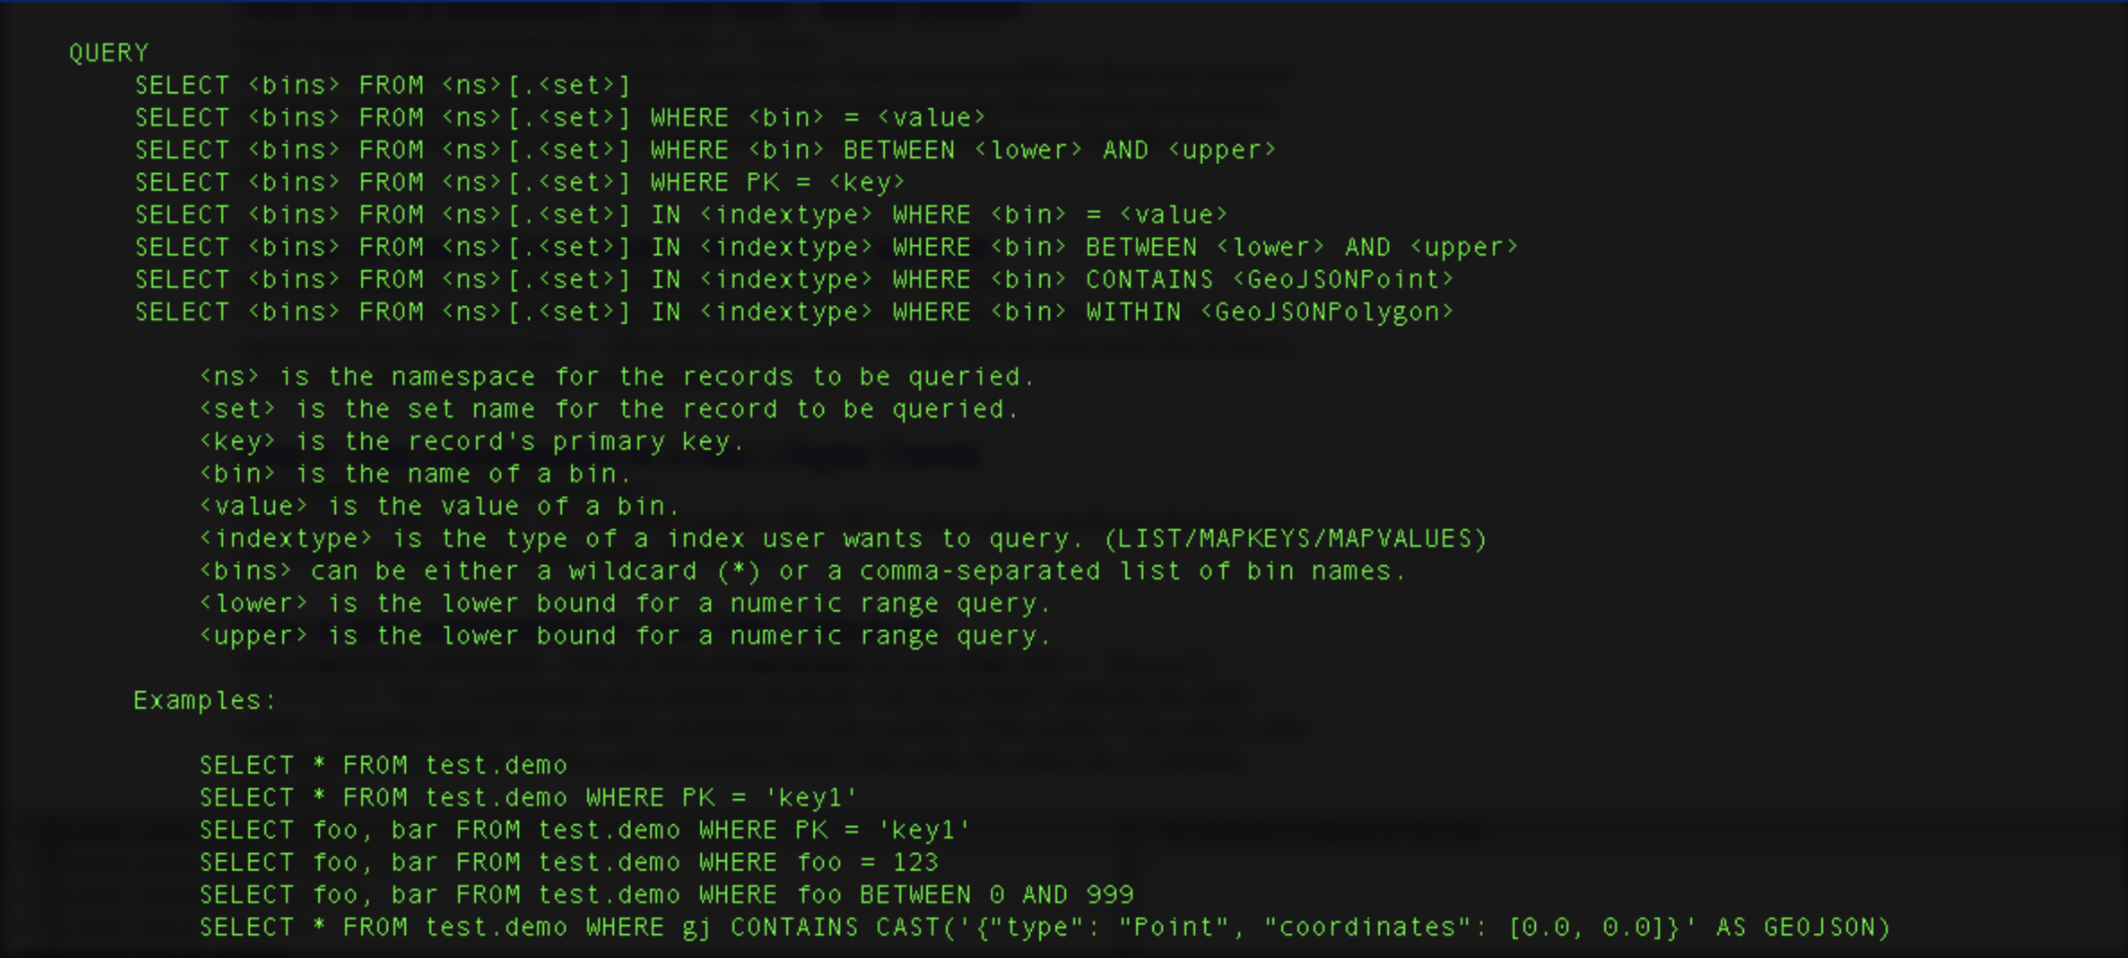 QUERY
SELECT <bins> FROM <ns>[.<set>]
SELECT <bins> FROM <ns>[.<set>] WHERE <bin> = <value>
SELECT <bins> FROM <ns>[.<set>] WHERE <bin> BETWEEN <lower> AND <upper>
SELECT <bins> FROM <ns>[.<set>] WHERE PK = <key>
SELECT <bins> FROM <ns>[.<set>] IN <indextype> WHERE <bin> = <value>
SELECT <bins> FROM <ns>[.<set>] IN <indextype> WHERE <bin> BETWEEN <lower> AND <upper>
SELECT <bins> FROM <ns>[.<set>] IN <indextype> WHERE <bin> CONTAINS <GeoJSONPoint>
SELECT <bins> FROM <ns>[.<set>] IN <indextype> WHERE <bin> WITHIN <GeoJSONPolygon>
<ns> is the namespace for the records to be queried.
<set> is the set name for the record to be queried.
<key> is the record's primary key.
<bin> is the name of a bin.
<value> is the value of a bin.
<indextype> is the type of a index user wants to query. (LIST/MAPKEYS/MAPVALUES)
<bins> can be either a wildcard (*) or a comma-separated list of bin names.
<lower> is the lower bound for a numeric range query.
<upper> is the lower bound for a numeric range query.
Examples:
SELECT * FROM test.demo
SELECT * FROM test.demo WHERE PK = 'key1'
SELECT foo, bar FROM test.demo WHERE PK = 'key1'
SELECT foo, bar FROM test.demo WHERE foo = 123
SELECT foo, bar FROM test.demo WHERE foo BETWEEN 0 AND 999
SELECT * FROM test.demo WHERE gj CONTAINS CAST('{"type": "Point", "coordinates": [0.0, 0.0]}' AS GEOJSON)